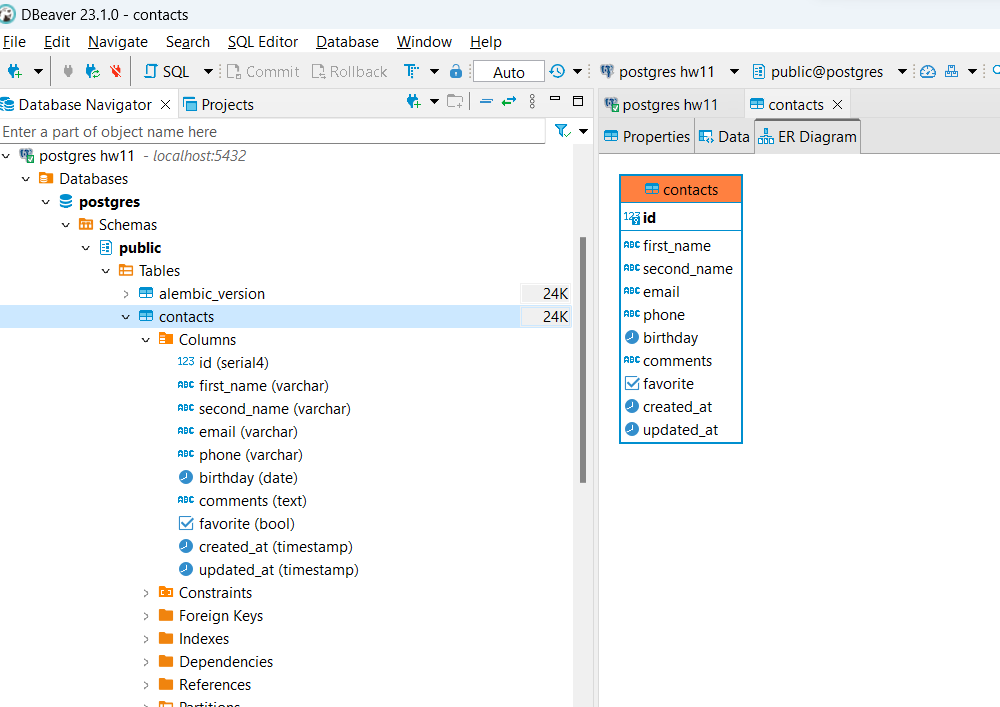 DBeaver 23.1.0 - contacts
File Edit Navigate Search SQL Editor Database Window Help
SQL Commit Rollback Auto postgres hw11 public@postgres
Database Navigator Projects
Enter a part of object name here
postgres hw11 - localhost:5432
Databases
postgres
Schemas
public
Tables
alembic_version 24K
contacts 24K
Columns
123 id (serial4)
ABC first_name (varchar)
ABC second_name (varchar)
ABC email (varchar)
ABC phone (varchar)
birthday (date)
ABC comments (text)
favorite (bool)
created_at (timestamp)
updated_at (timestamp)
Constraints
Foreign Keys
Indexes
Dependencies
References
Partitions
postgres hw11 contacts
Properties Data ER Diagram
contacts
123 id
ABC first_name
ABC second_name
ABC email
ABC phone
birthday
ABC comments
favorite
created_at
updated_at